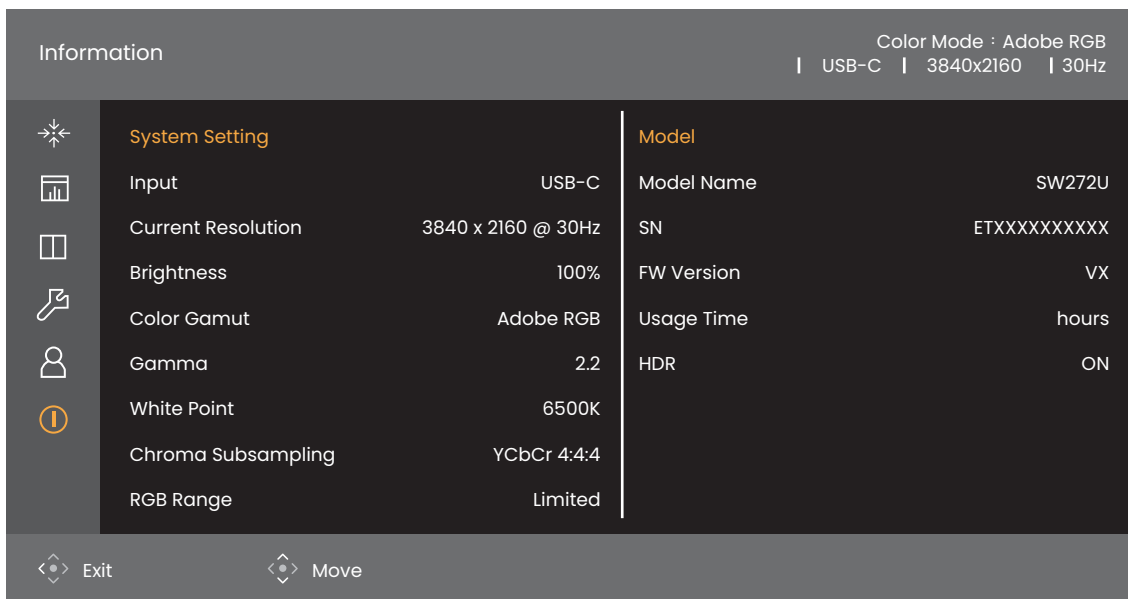 Information
Color Mode：Adobe RGB
USB-C | 3840x2160 | 30Hz
System Setting
Input USB-C
Current Resolution 3840 x 2160 @ 30Hz
Brightness 100%
Color Gamut Adobe RGB
Gamma 2.2
White Point 6500K
Chroma Subsampling YCbCr 4:4:4
RGB Range Limited
Model
Model Name SW272U
SN ETXXXXXXXXXX
FW Version VX
Usage Time hours
HDR ON
Exit Move